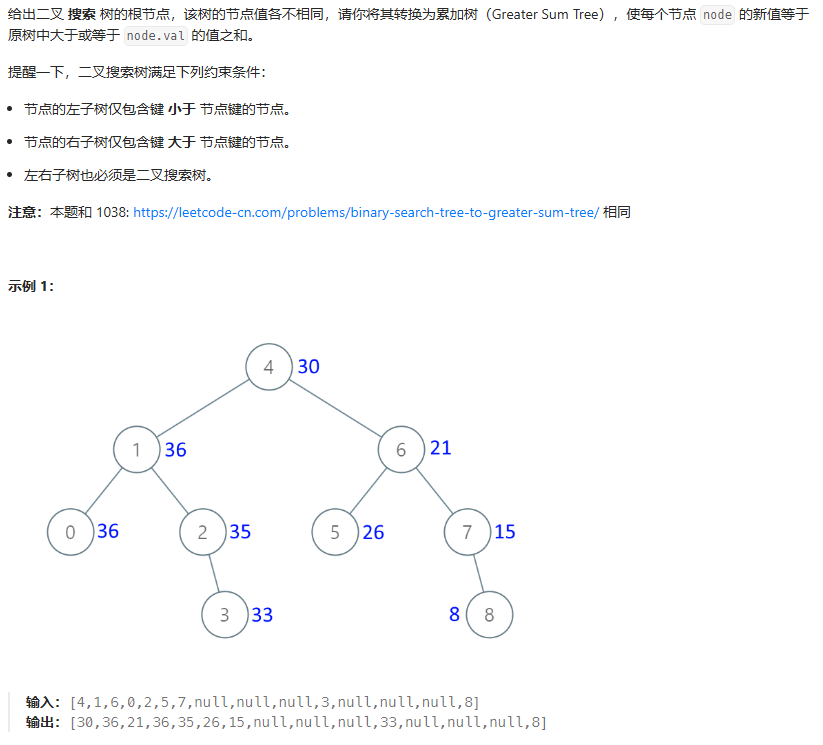 给出二叉 搜索 树的根节点，该树的节点值各不相同，请你将其转换为累加树（Greater Sum Tree），使每个节点 node 的新值等于
原树中大于或等于 node.val 的值之和。
提醒一下，二叉搜索树满足下列约束条件：
• 节点的左子树仅包含键 小于 节点键的节点。
• 节点的右子树仅包含键 大于 节点键的节点。
• 左右子树也必须是二叉搜索树。
注意：本题和 1038: https://leetcode-cn.com/problems/binary-search-tree-to-greater-sum-tree/ 相同
示例 1：
4 30
1 36 6 21
0 36 2 35 5 26 7 15
3 33 8 8
输入：[4,1,6,0,2,5,7,null,null,null,3,null,null,null,8]
输出：[30,36,21,36,35,26,15,null,null,null,33,null,null,null,8]